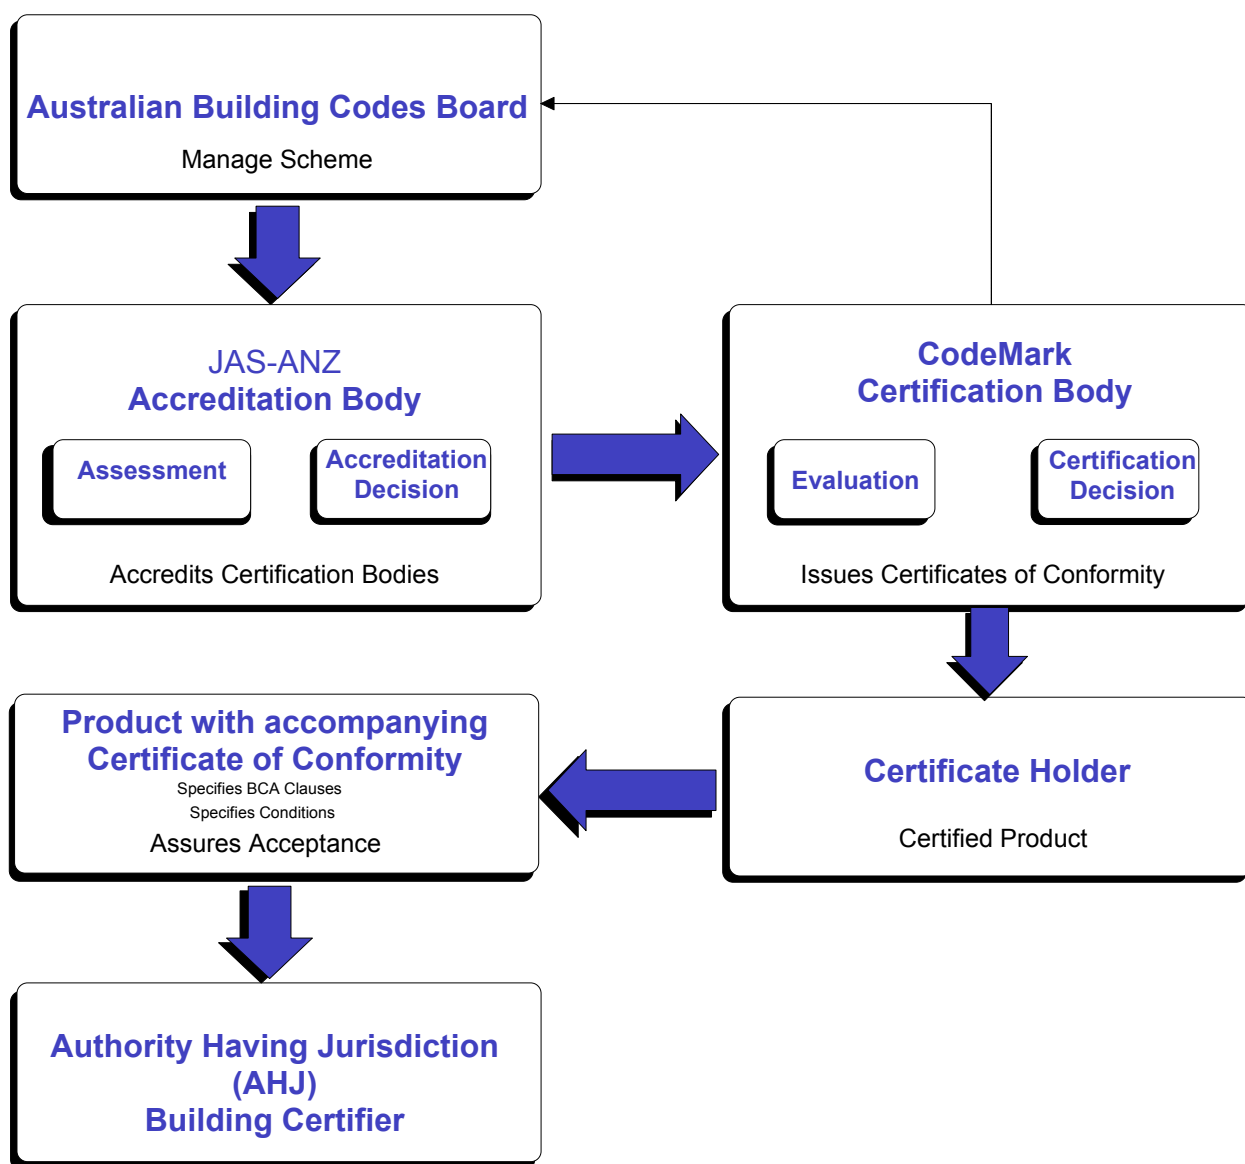 Australian Building Codes Board
Manage Scheme
JAS-ANZ
Accreditation Body
Assessment
Accreditation
Decision
Accredits Certification Bodies
CodeMark
Certification Body
Evaluation
Certification
Decision
Issues Certificates of Conformity
Product with accompanying
Certificate of Conformity
Specifies BCA Clauses
Specifies Conditions
Assures Acceptance
Certificate Holder
Certified Product
Authority Having Jurisdiction
(AHJ)
Building Certifier